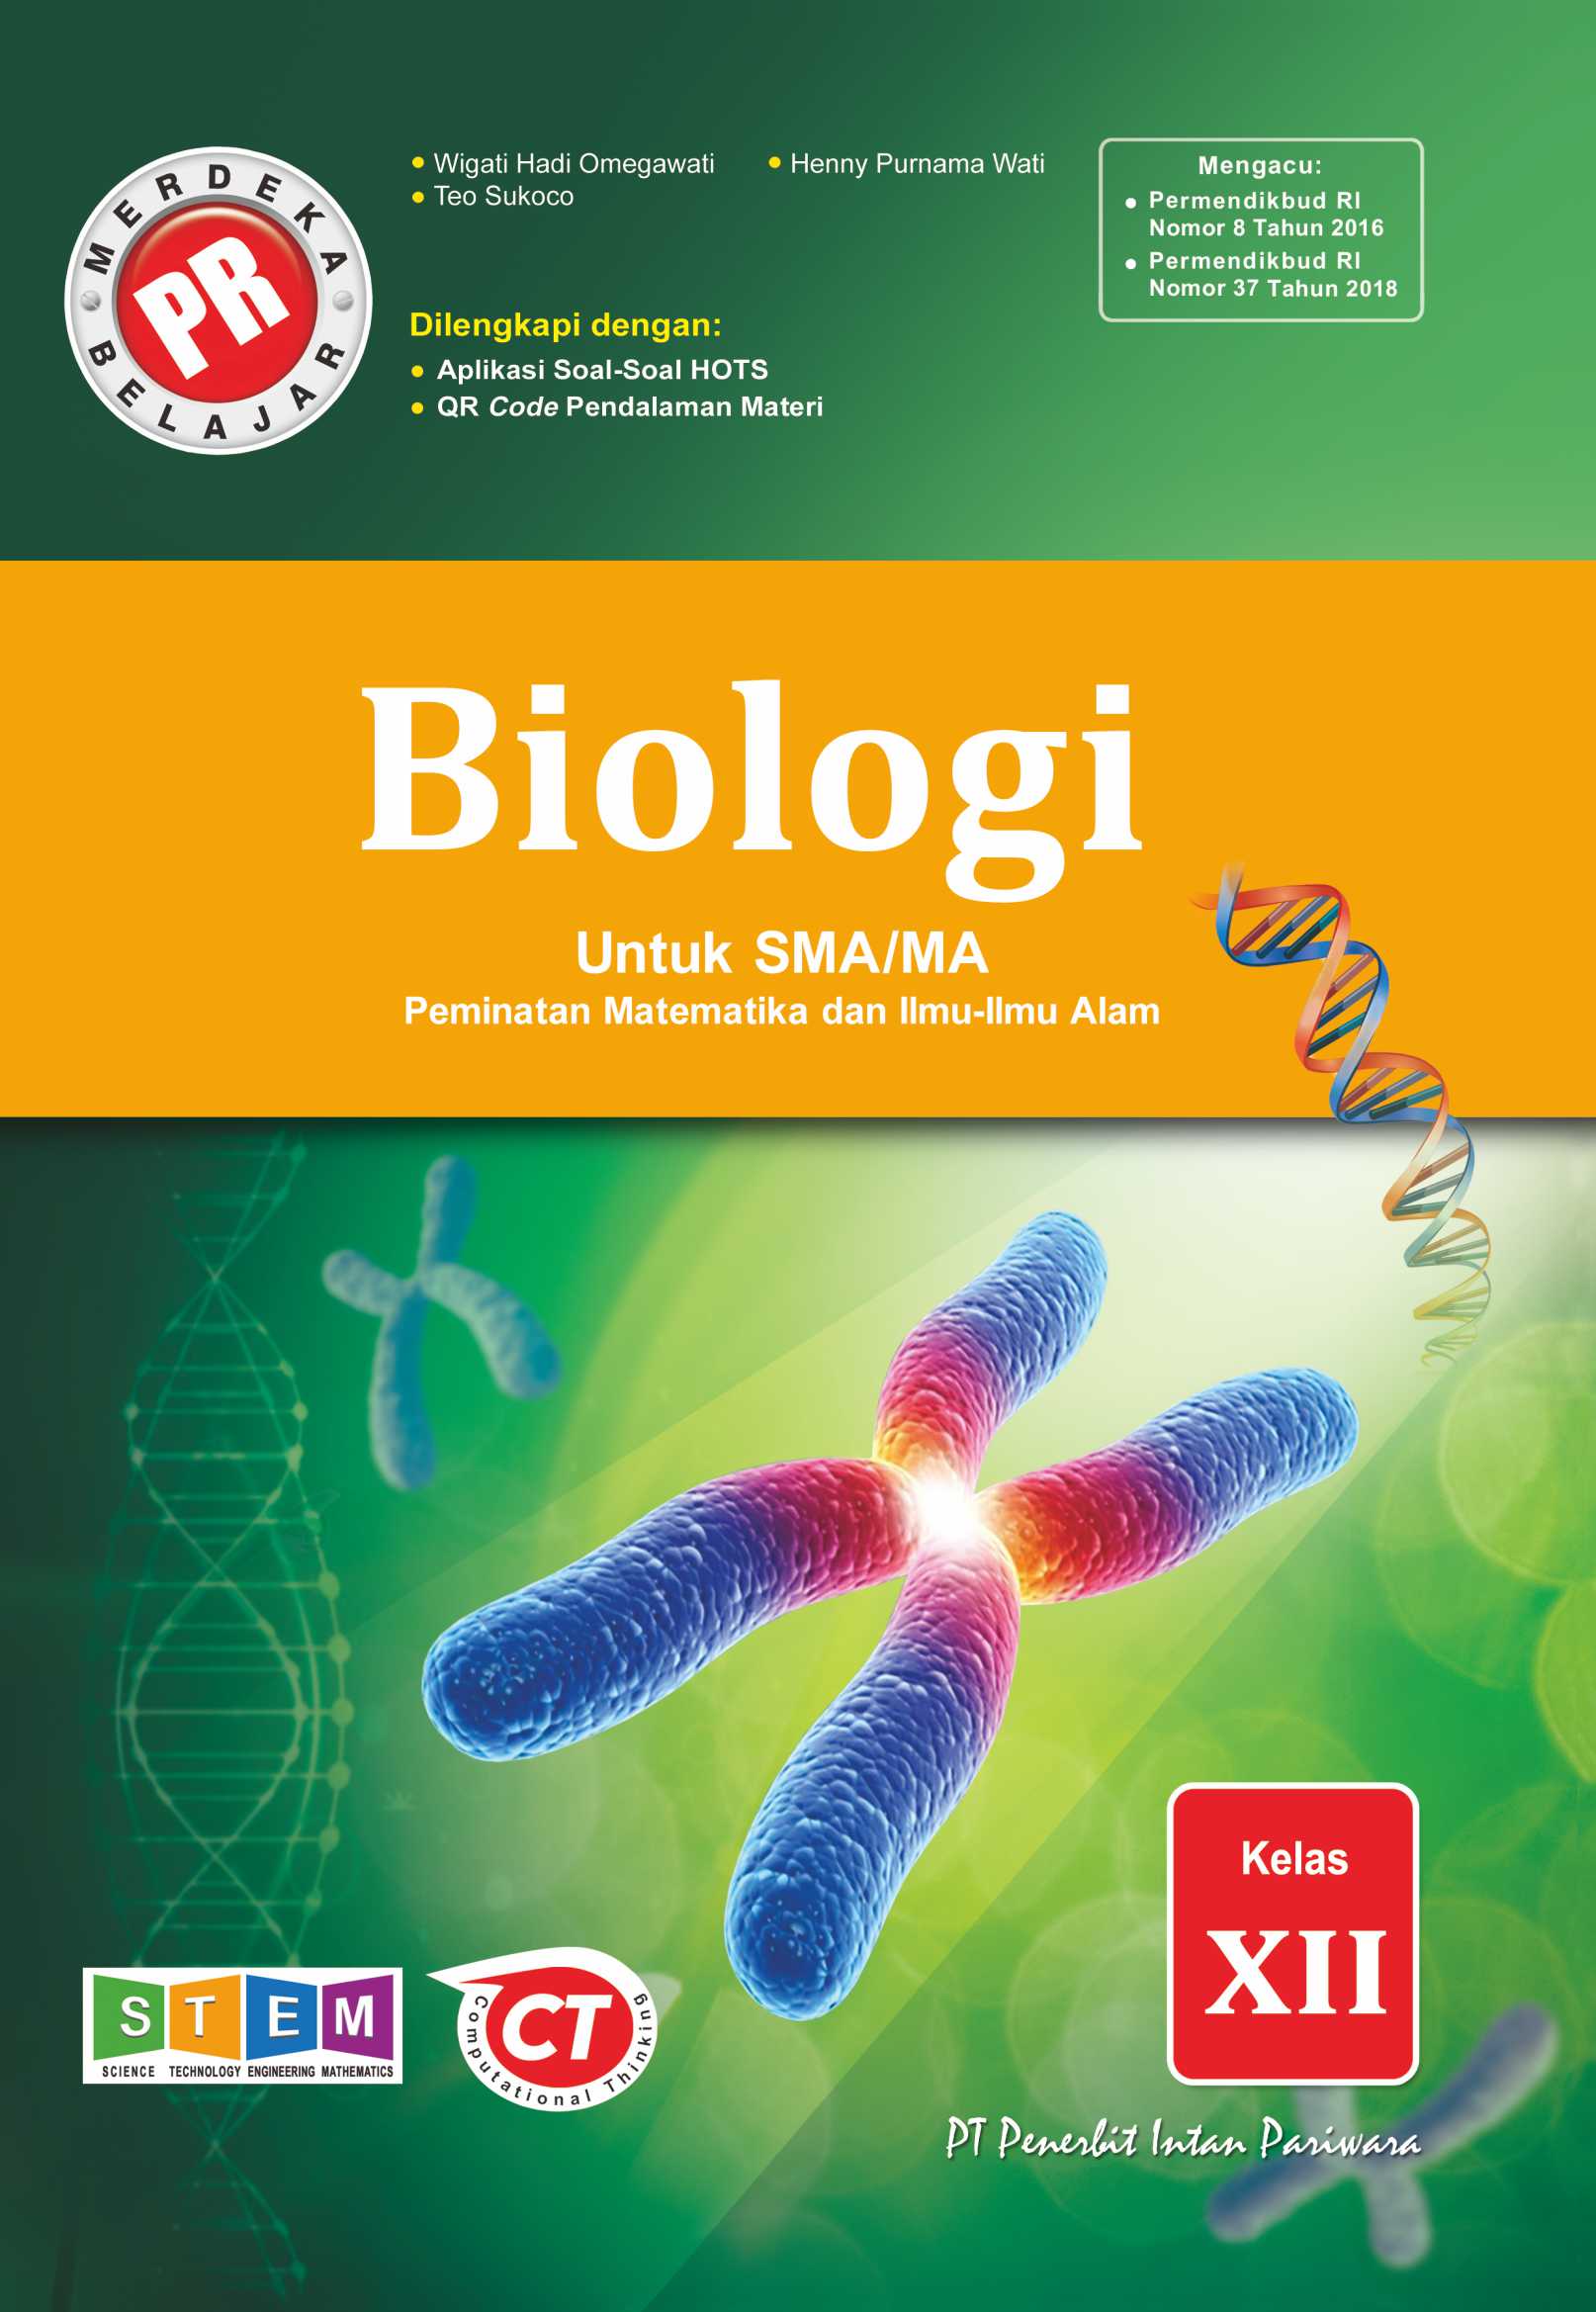 MERDEKA
PR
BELAJAR
• Wigati Hadi Omegawati
• Teo Sukoco
• Henny Purnama Wati
Mengacu:
• Permendikbud RI
Nomor 8 Tahun 2016
• Permendikbud RI
Nomor 37 Tahun 2018
Dilengkapi dengan:
• Aplikasi Soal-Soal HOTS
• QR Code Pendalaman Materi
Biologi
Untuk SMA/MA
Peminatan Matematika dan Ilmu-Ilmu Alam
Kelas
XII
STEM
SCIENCE TECHNOLOGY ENGINEERING MATHEMATICS
CT
Computational Thinking
PT Penerbit Intan Pariwara